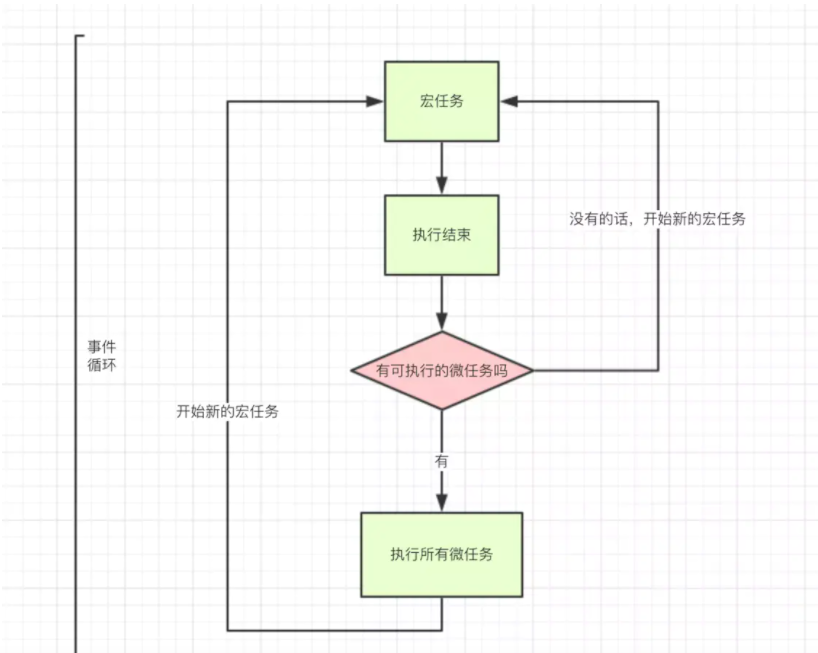 宏任务
执行结束
没有的话，开始新的宏任务
事件
循环
有可执行的微任务吗
开始新的宏任务
有
执行所有微任务